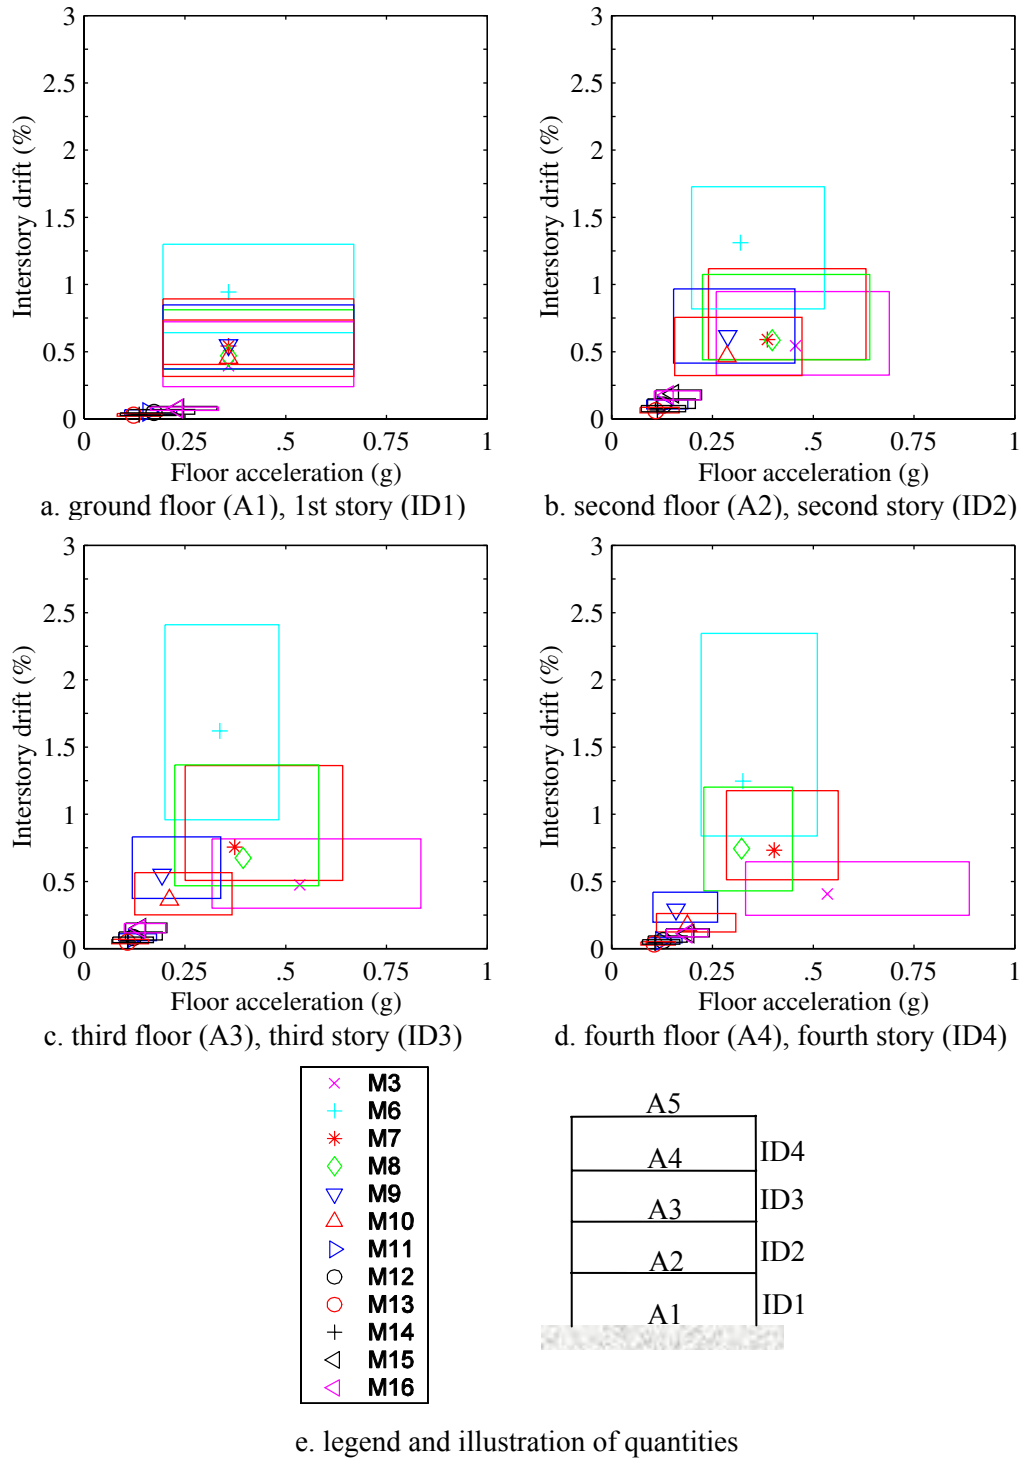 3
2.5
2
1.5
1
0.5
0
Interstory drift (%)
0 0.25 .5 0.75 1
Floor acceleration (g)
a. ground floor (A1), 1st story (ID1)
3
2.5
2
1.5
1
0.5
0
Interstory drift (%)
0 0.25 .5 0.75 1
Floor acceleration (g)
b. second floor (A2), second story (ID2)
3
2.5
2
1.5
1
0.5
0
Interstory drift (%)
0 0.25 .5 0.75 1
Floor acceleration (g)
c. third floor (A3), third story (ID3)
3
2.5
2
1.5
1
0.5
0
Interstory drift (%)
0 0.25 .5 0.75 1
Floor acceleration (g)
d. fourth floor (A4), fourth story (ID4)
M3
M6
M7
M8
M9
M10
M11
M12
M13
M14
M15
M16
A5
A4 ID4
A3 ID3
A2 ID2
A1 ID1
e. legend and illustration of quantities